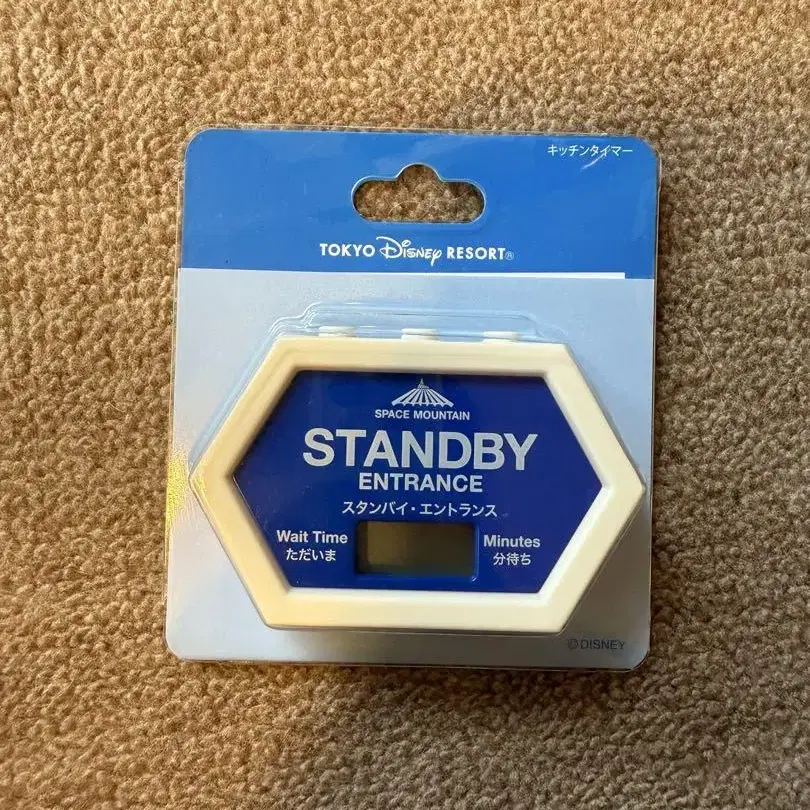 キッチンタイマー
TOKYO Disney RESORT®
SPACE MOUNTAIN
STANDBY
ENTRANCE
スタンバイ・エントランス
Wait Time
ただいま
Minutes
分待ち
©DISNEY